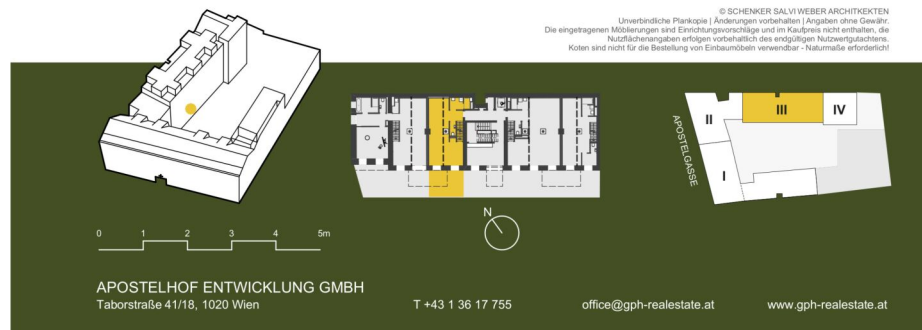 © SCHENKER SALVI WEBER ARCHITKEKTEN
Unverbindliche Plankopie | Änderungen vorbehalten | Angaben ohne Gewähr.
Die eingetragenen Möblierungen sind Einrichtungsvorschläge und im Kaufpreis nicht enthalten, die
Nutzflächenangaben erfolgen vorbehaltlich des endgültigen Nutzwertgutachtens.
Koten sind nicht für die Bestellung von Einbaumöbeln verwendbar - Naturmaße erforderlich!
APOSTELGASSE
II
III
IV
I
N
0 1 2 3 4 5m
APOSTELHOF ENTWICKLUNG GMBH
Taborstraße 41/18, 1020 Wien
T +43 1 36 17 755
office@gph-realestate.at
www.gph-realestate.at